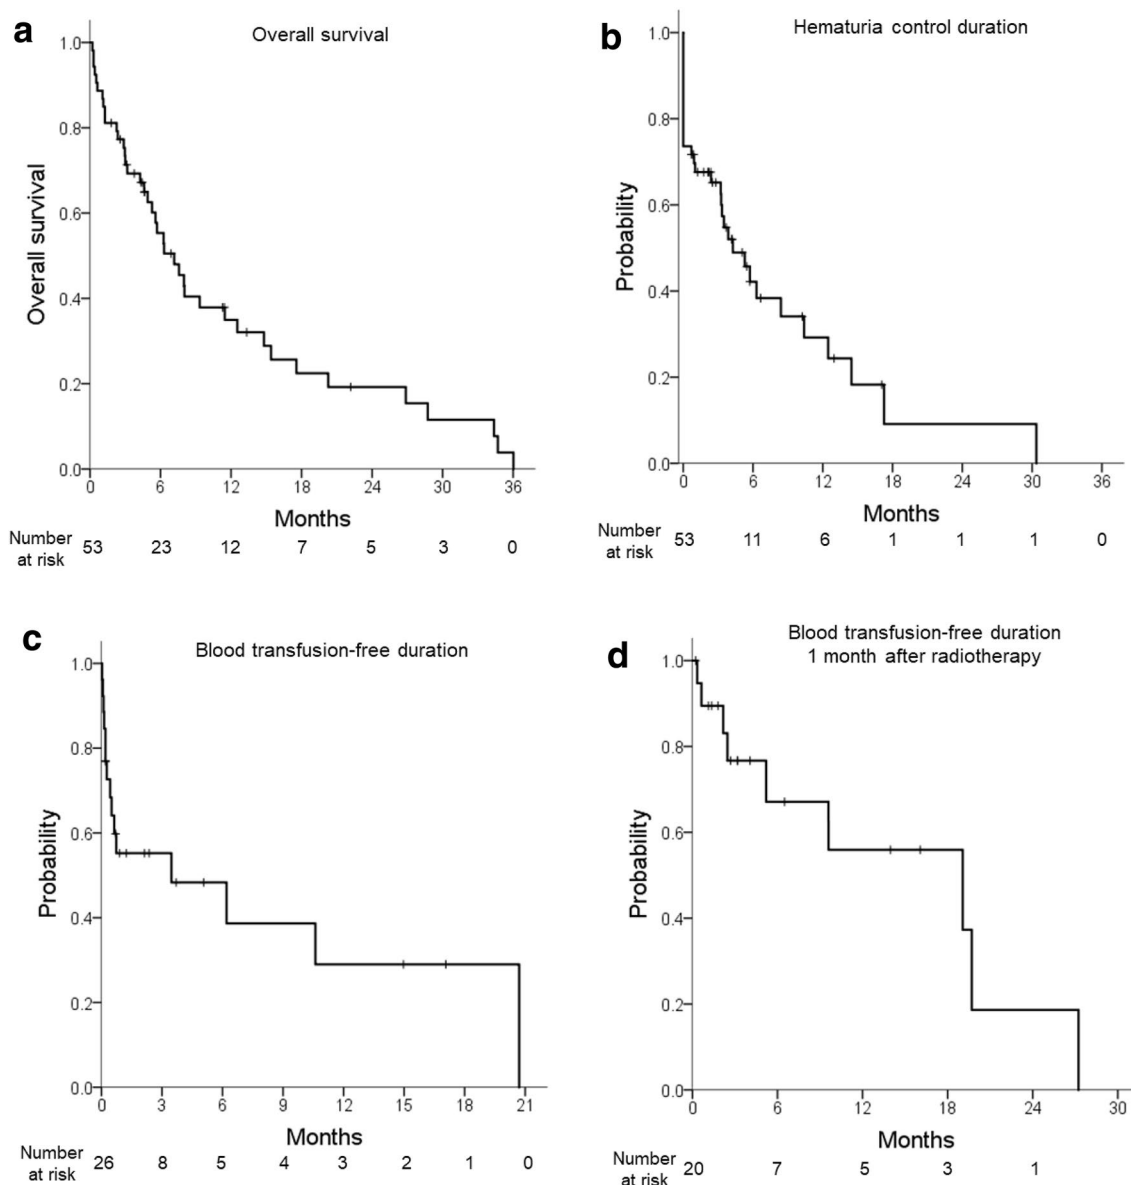 a
Overall survival
1.0
0.8
0.6
0.4
0.2
0.0
Overall survival
0 6 12 18 24 30 36
Months
Number
at risk
53 23 12 7 5 3 0
b
Hematuria control duration
1.0
0.8
0.6
0.4
0.2
0.0
Probability
0 6 12 18 24 30 36
Months
Number
at risk
53 11 6 1 1 1 0
c
Blood transfusion-free duration
1.0
0.8
0.6
0.4
0.2
0.0
Probability
0 3 6 9 12 15 18 21
Months
Number
at risk
26 8 5 4 3 2 1 0
d
Blood transfusion-free duration
1 month after radiotherapy
1.0
0.8
0.6
0.4
0.2
0.0
Probability
0 6 12 18 24 30
Months
Number
at risk
20 7 5 3 1